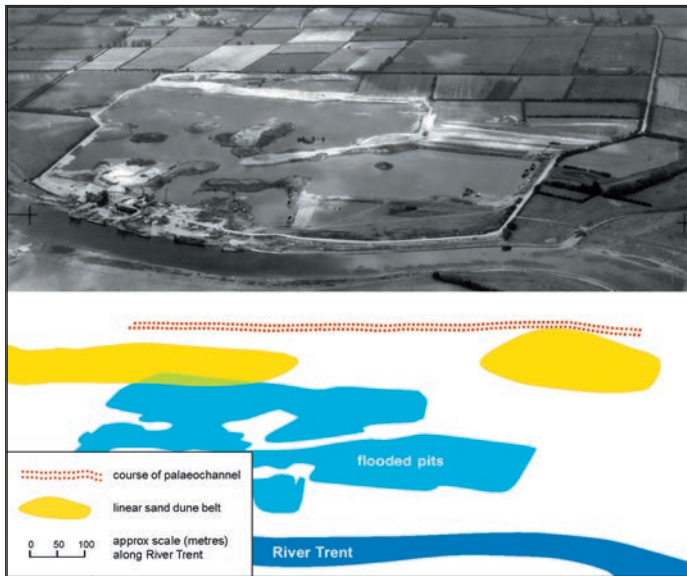 flooded pits
course of palaeochannel
linear sand dune belt
approx scale (metres)
0 50 100
along River Trent
River Trent